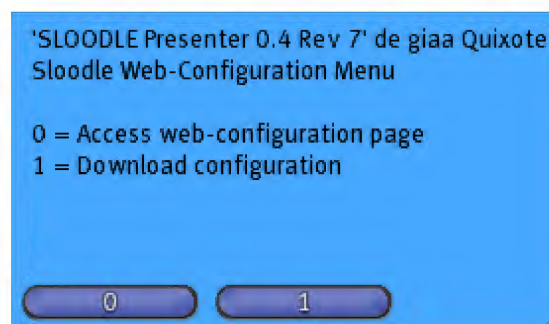 'SLOODLE Presenter 0.4 Rev 7' de giaa Quixote
Sloodle Web-Configuration Menu
0 = Access web-configuration page
1 = Download configuration
0 1